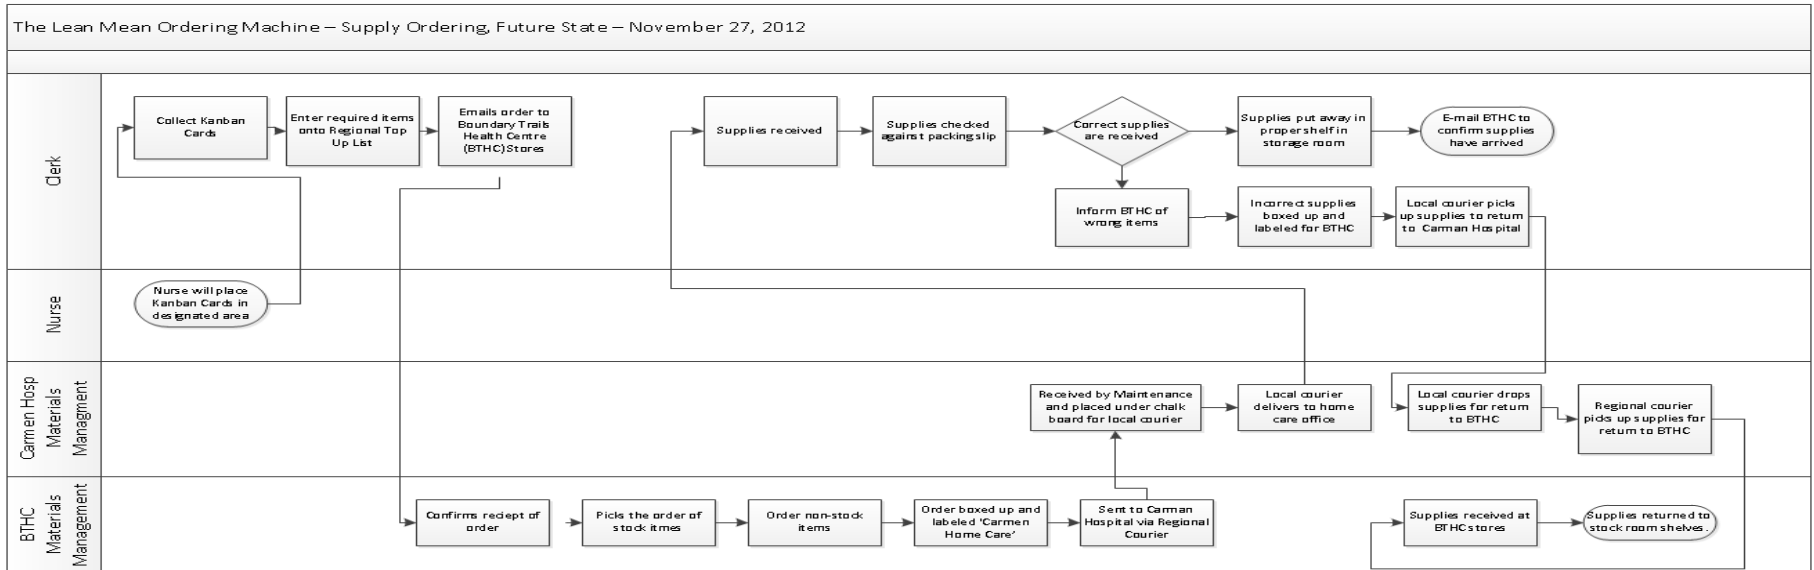 The Lean Mean Ordering Machine – Supply Ordering, Future State – November 27, 2012
Clerk
Collect Kanban
Cards
Enter required items
onto Regional Top
Up List
Emails order to
Boundary Trails
Health Centre
(BTHC) Stores
Supplies received
Supplies checked
against packing slip
Correct supplies
are received
Supplies put away in
proper shelf in
storage room
E-mail BTHC to
confirm supplies
have arrived
Inform BTHC of
wrong items
Incorrect supplies
boxed up and
labeled for BTHC
Local courier picks
up supplies to return
to Carman Hospital
Nurse
Nurse will place
Kanban Cards in
designated area
Carmen Hosp
Materials
Managment
Received by Maintenance
and placed under chalk
board for local courier
Local courier
delivers to home
care office
Local courier drops
supplies for return
to BTHC
Regional courier
picks up supplies for
return to BTHC
BTHC
Materials
Management
Confirms reciept of
order
Picks the order of
stock itmes
Order non-stock
items
Order boxed up and
labeled 'Carmen
Home Care'
Sent to Carman
Hospital via Regional
Courier
Supplies received at
BTHC stores
Supplies returned to
stock room shelves.